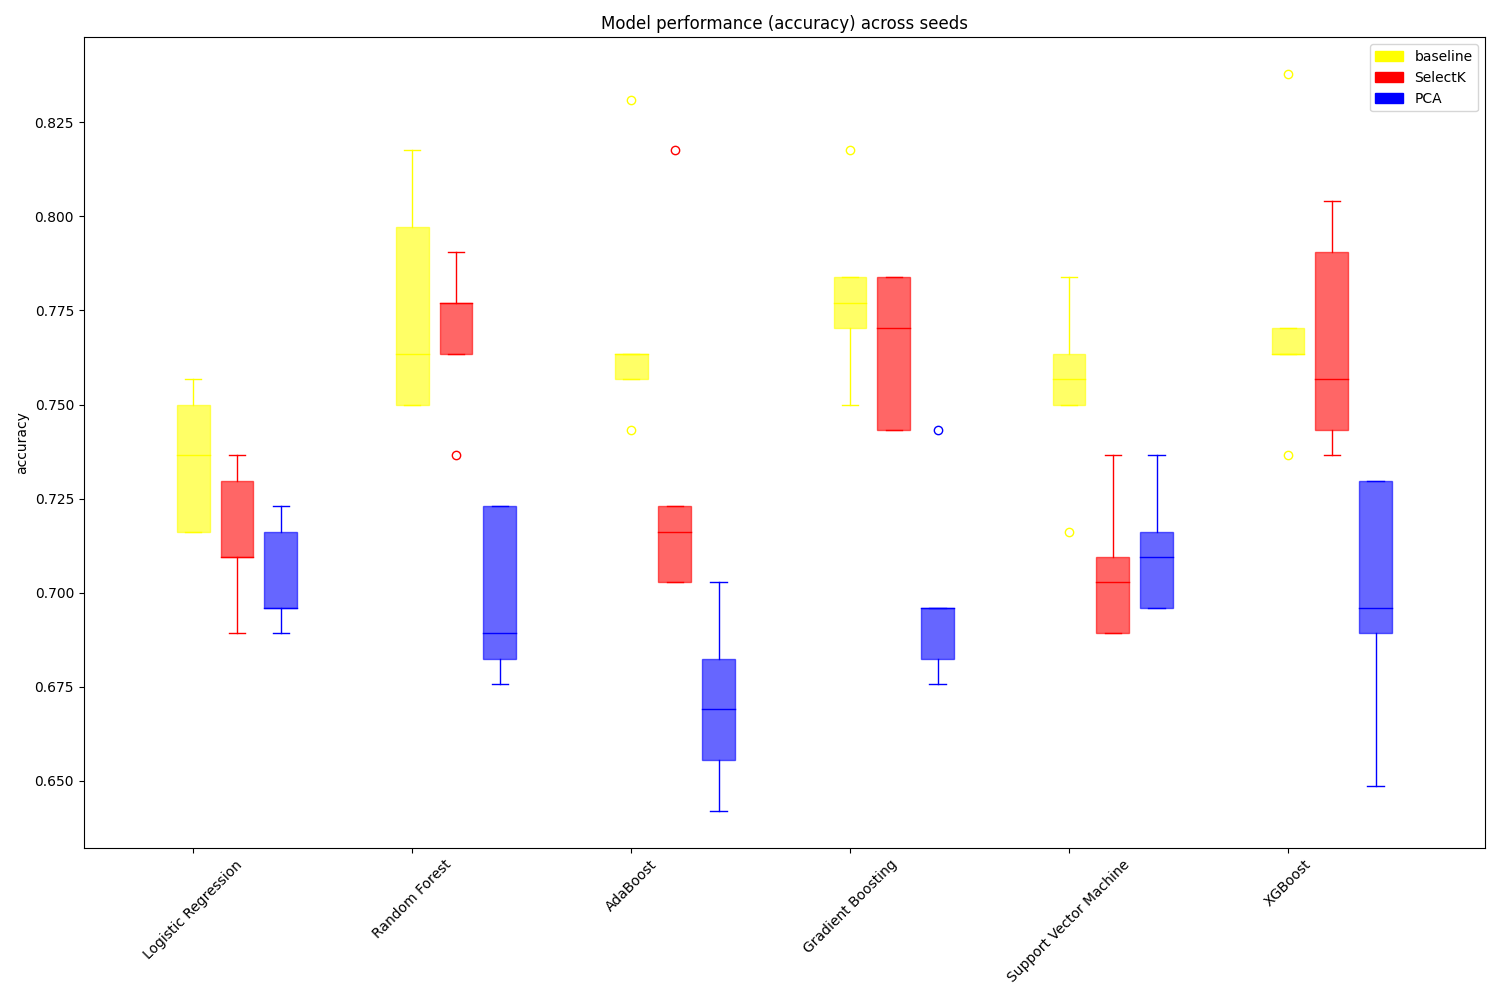 Model performance (accuracy) across seeds
baseline
SelectK
PCA
accuracy
0.825
0.800
0.775
0.750
0.725
0.700
0.675
0.650
Logistic Regression
Random Forest
AdaBoost
Gradient Boosting
Support Vector Machine
XGBoost